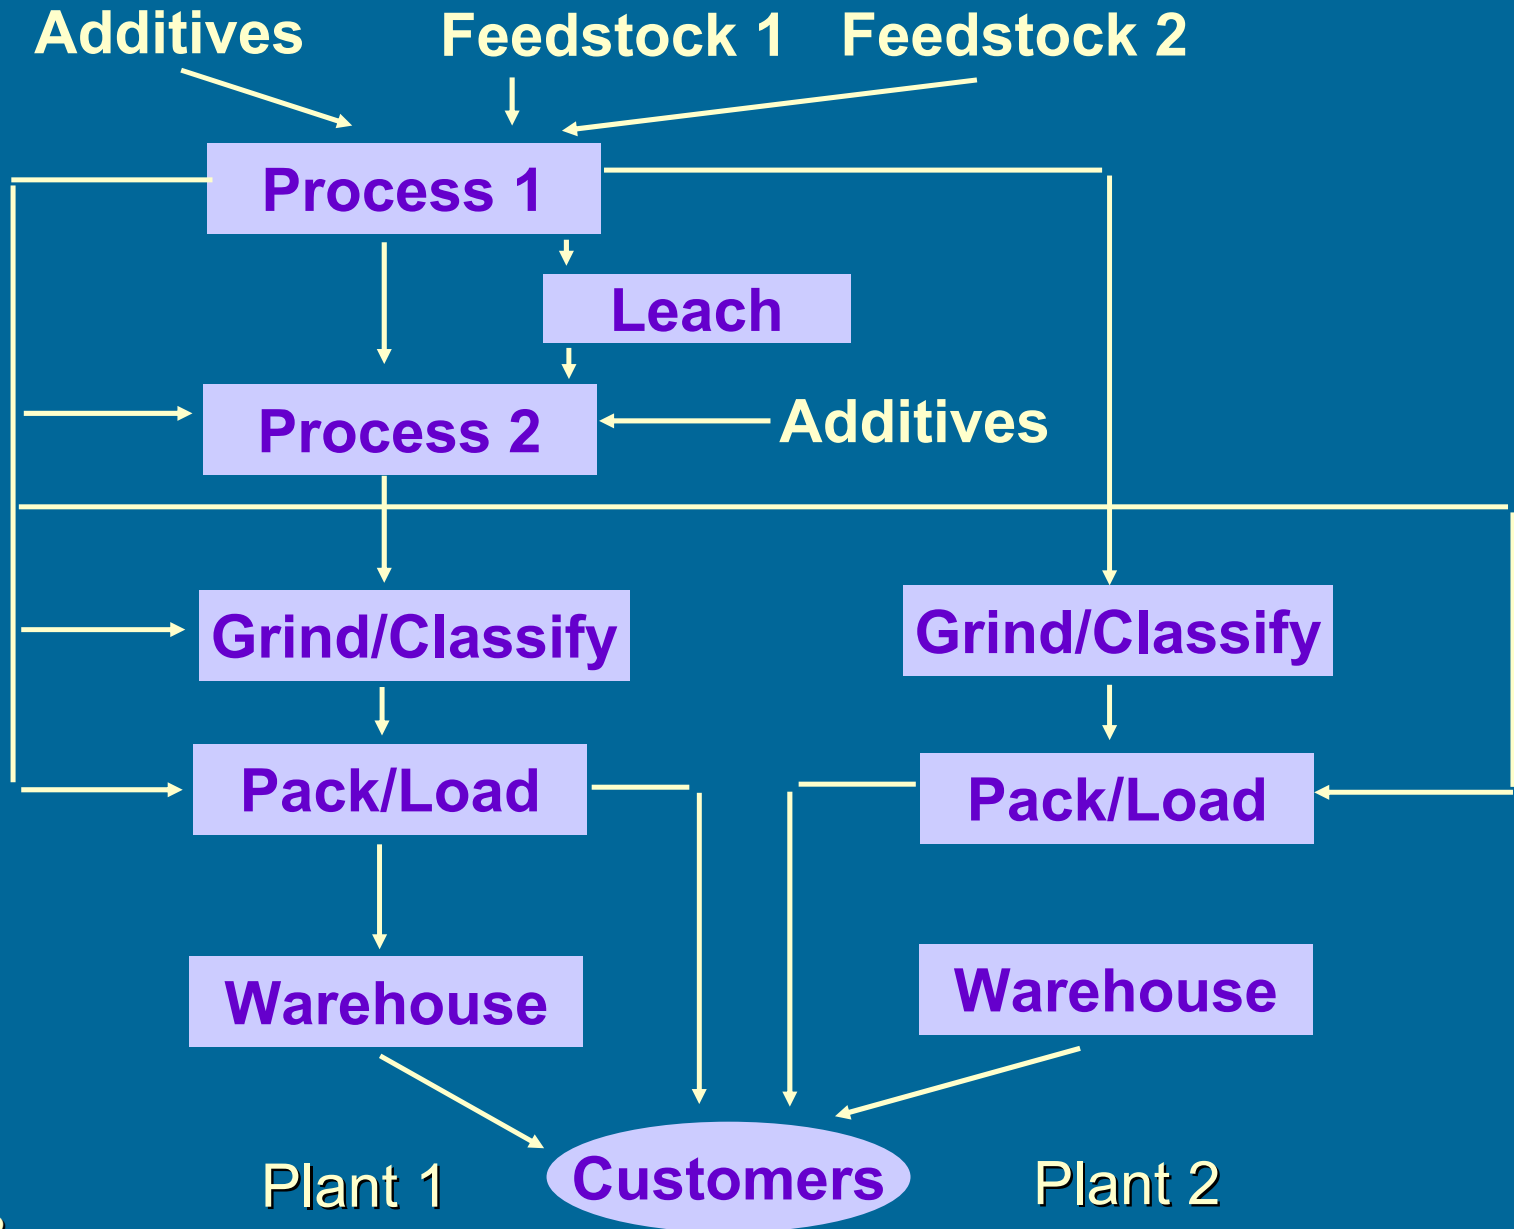 Additives
Feedstock 1
Feedstock 2
Process 1
Leach
Process 2
Additives
Grind/Classify
Grind/Classify
Pack/Load
Pack/Load
Warehouse
Warehouse
Customers
Plant 1
Plant 2